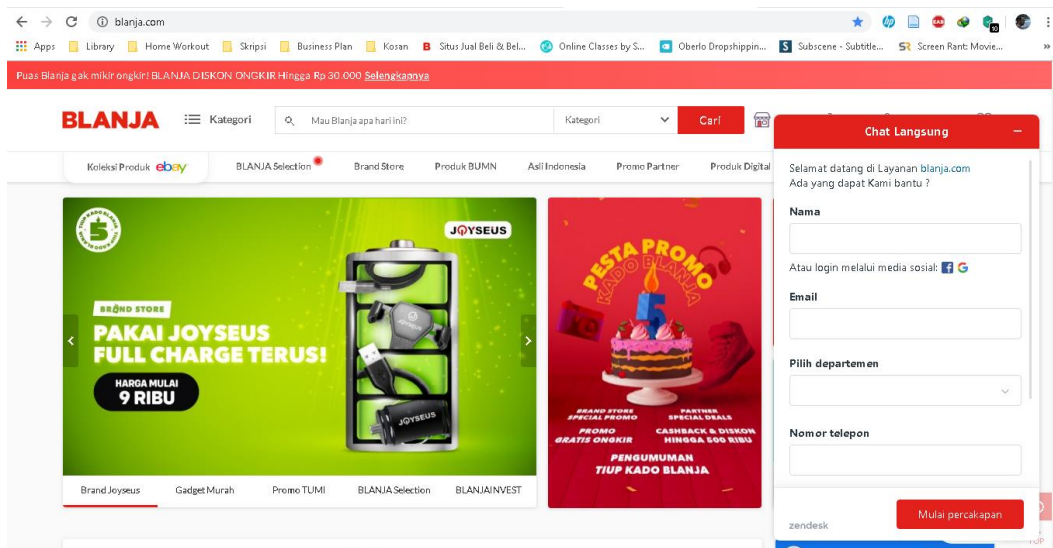 blanja.com
Apps Library Home Workout Skripsi Business Plan Kosan Situs Jual Beli & Bel... Online Classes by S... Oberlo Dropshippin... Subscene - Subtitle... Screen Rant: Movie... »
Puas Blanja gak mikir ongkir! BLANJA DISKON ONGKIR Hingga Rp 30.000 Selengkapnya
BLANJA Kategori Mau Blanja apa hari ini? Kategori Cari
Koleksi Produk ebay BLANJA Selection Brand Store Produk BUMN Asli Indonesia Promo Partner Produk Digital
5
JOYSEUS
BRAND STORE
PAKAI JOYSEUS
FULL CHARGE TERUS!
HARGA MULAI
9 RIBU
JOYSEUS
Brand Joyseus Gadget Murah Promo TUMI BLANJA Selection BLANJAINVEST
PESTA PROMO
KADO BLANJA
5
BRAND STORE SPECIAL PROMO
PARTNER SPECIAL DEALS
PROMO GRATIS ONGKIR
CASHBACK & DISKON HINGGA 500 RIBU
PENGUMUMAN
TIUP KADO BLANJA
Chat Langsung
Selamat datang di Layanan blanja.com
Ada yang dapat Kami bantu ?
Nama
Atau login melalui media sosial:
Email
Pilih departemen
Nomor telepon
zendesk
Mulai percakapan
TOP